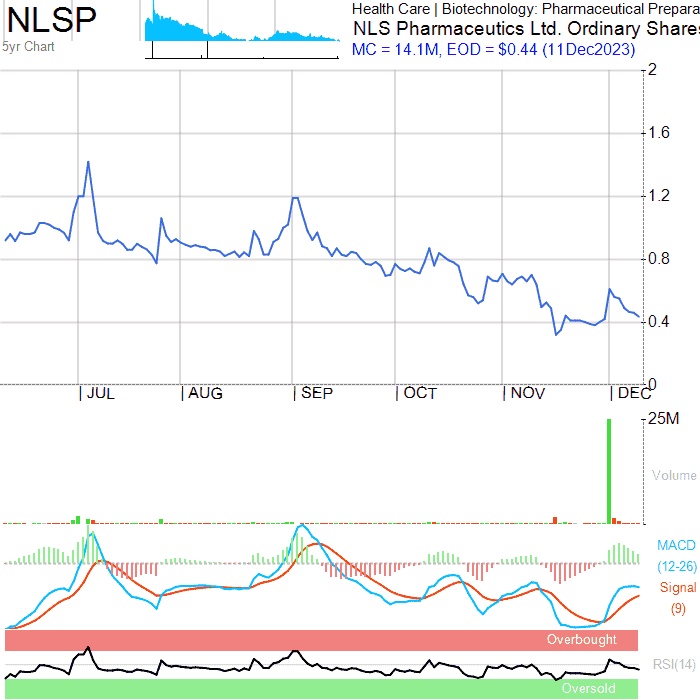 NLSP
5yr Chart
Health Care | Biotechnology: Pharmaceutical Prepara
NLS Pharmaceutics Ltd. Ordinary Shares
MC = 14.1M, EOD = $0.44 (11Dec2023)
2
1.6
1.2
0.8
0.4
0
| JUL | AUG | SEP | OCT | NOV | DEC
25M
Volume
MACD
(12-26)
Signal
(9)
Overbought
RSI(14)
Oversold